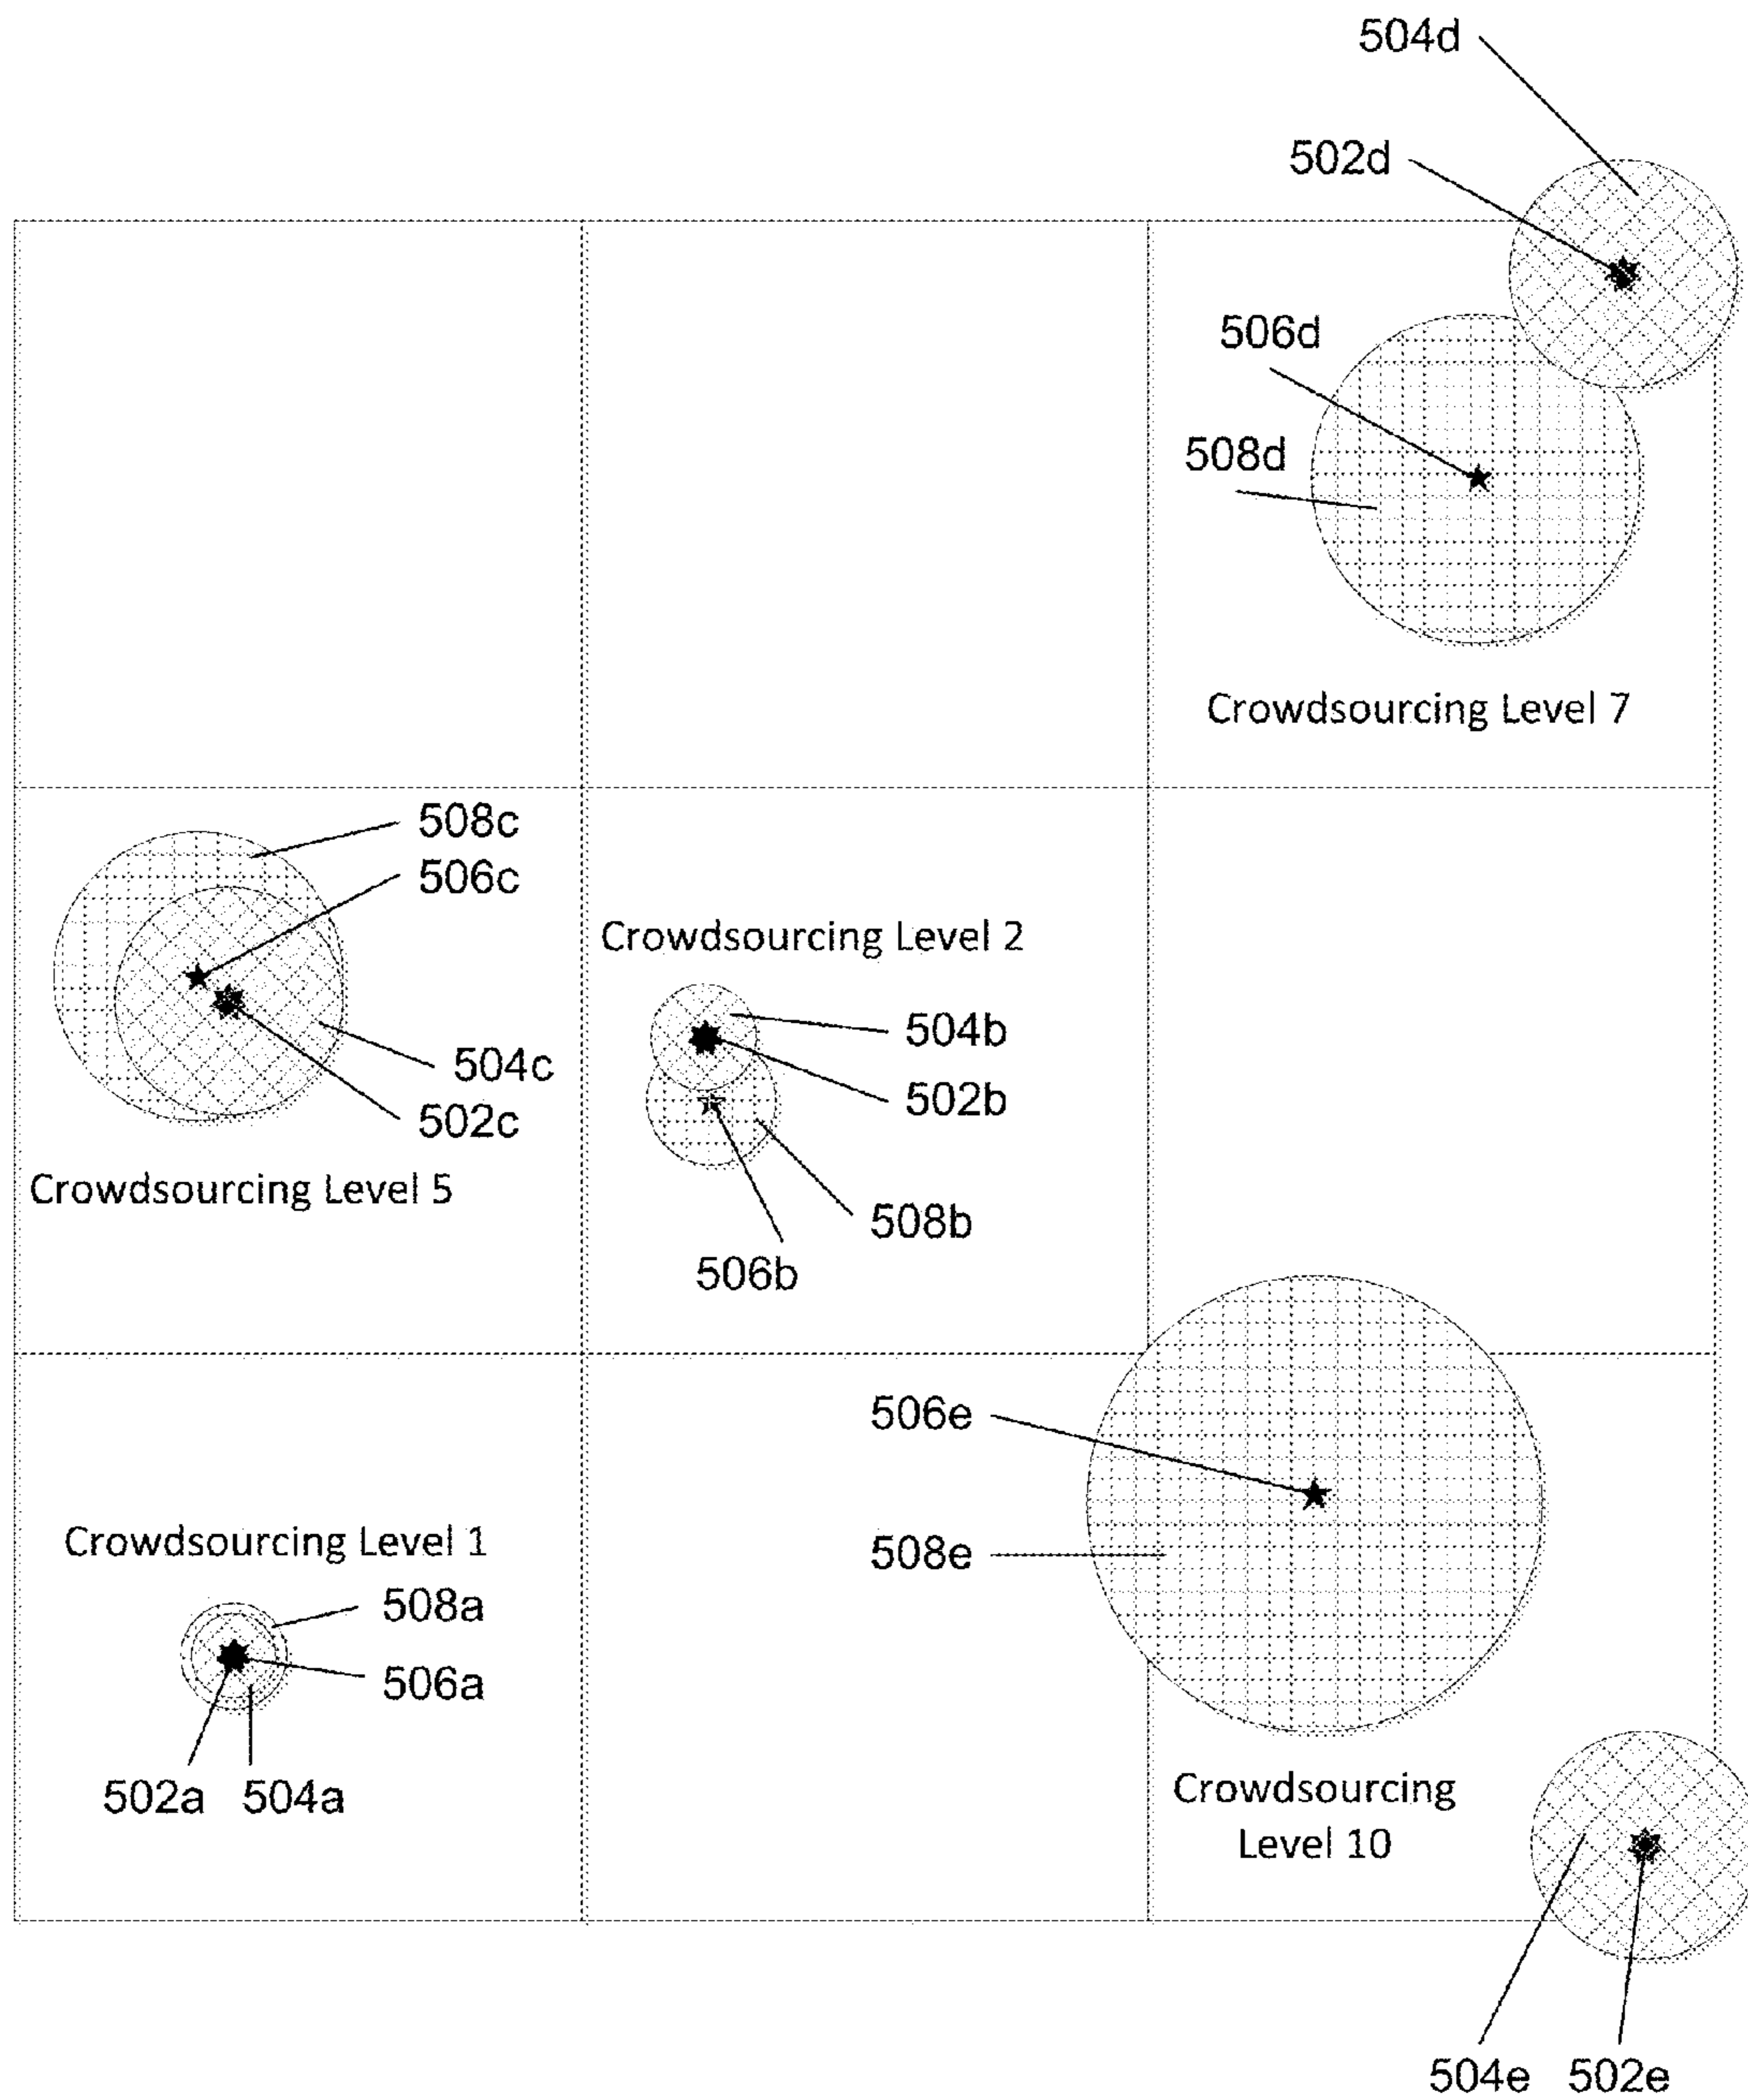 504d
502d
506d
508d
Crowdsourcing Level 7
508c
506c
Crowdsourcing Level 2
504b
504c
502b
502c
Crowdsourcing Level 5
508b
506b
506e
Crowdsourcing Level 1
508e
508a
506a
502a 504a
Crowdsourcing
Level 10
504e 502e